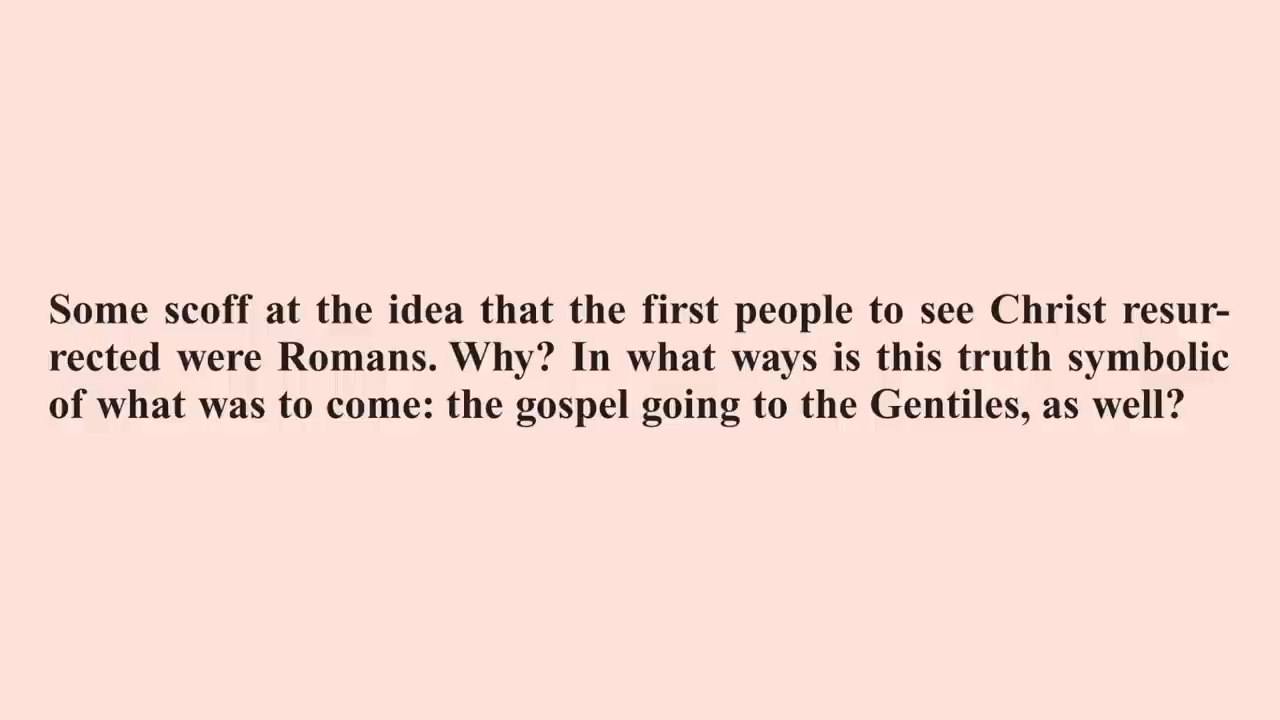 Some scoff at the idea that the first people to see Christ resur-
rected were Romans. Why? In what ways is this truth symbolic
of what was to come: the gospel going to the Gentiles, as well?